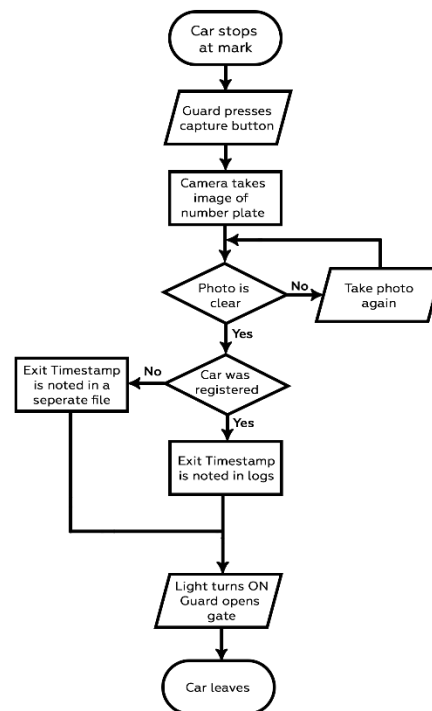 Car stops
at mark
Guard presses
capture button
Camera takes
image of
number plate
Photo is
clear
No
Take photo
again
Yes
Car was
registered
No
Exit Timestamp
is noted in a
seperate file
Yes
Exit Timestamp
is noted in logs
Light turns ON
Guard opens
gate
Car leaves